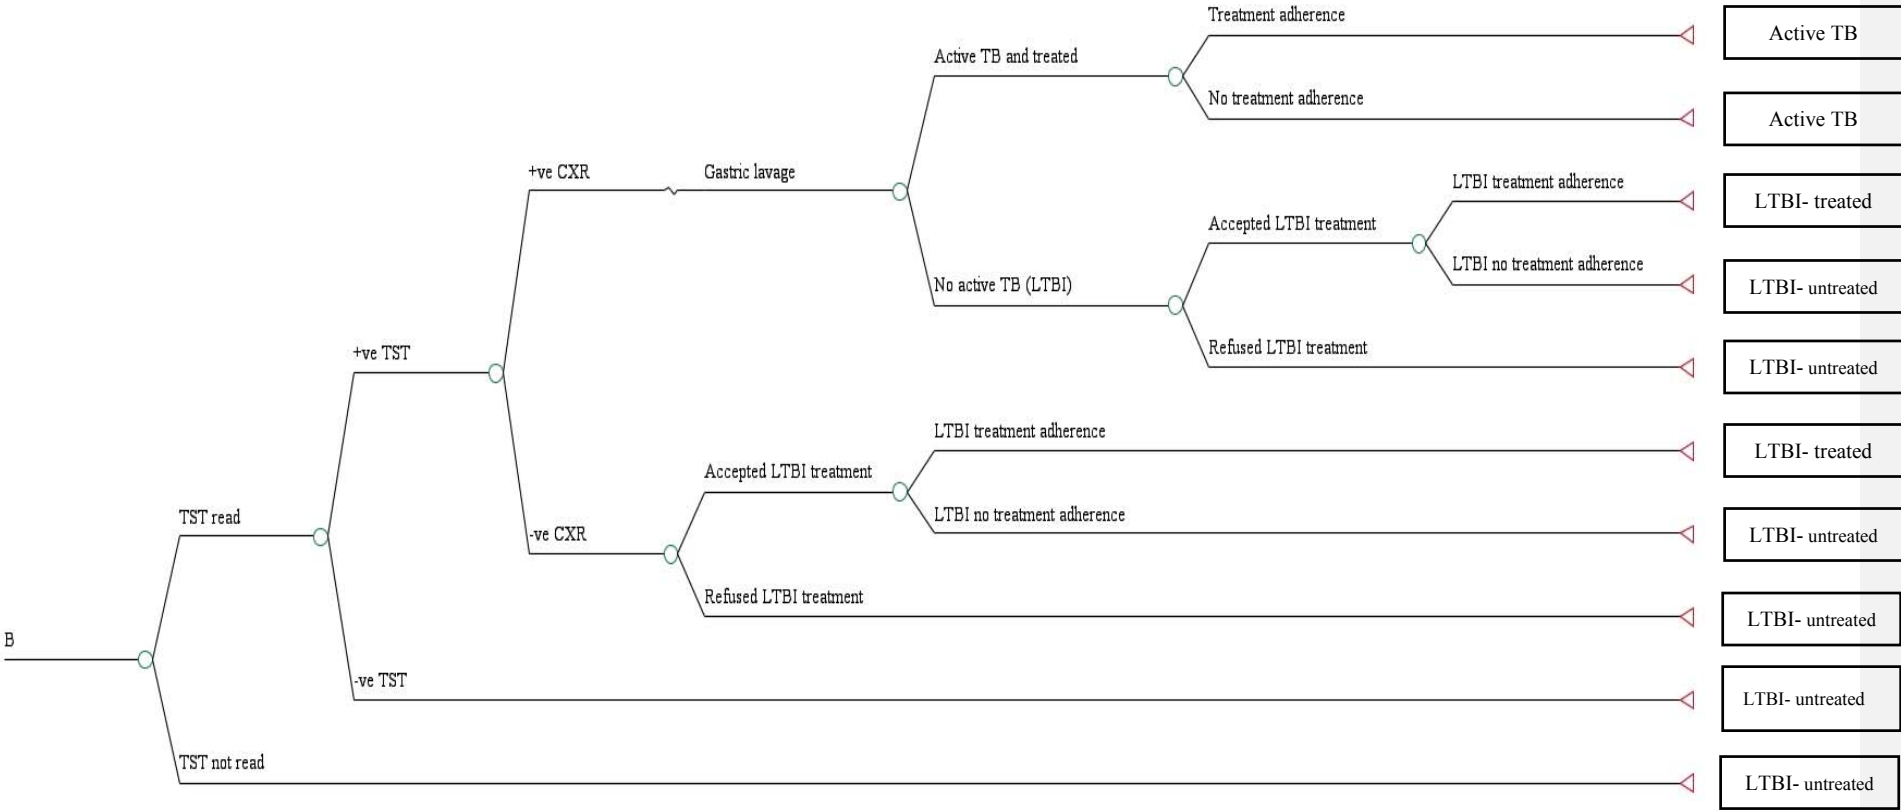 Treatment adherence
Active TB
Active TB and treated
No treatment adherence
Active TB
+ve CXR
Gastric lavage
LTBI treatment adherence
LTBI- treated
Accepted LTBI treatment
LTBI no treatment adherence
LTBI- untreated
No active TB (LTBI)
Refused LTBI treatment
LTBI- untreated
+ve TST
LTBI treatment adherence
LTBI- treated
Accepted LTBI treatment
LTBI no treatment adherence
LTBI- untreated
TST read
-ve CXR
Refused LTBI treatment
LTBI- untreated
B
-ve TST
LTBI- untreated
TST not read
LTBI- untreated